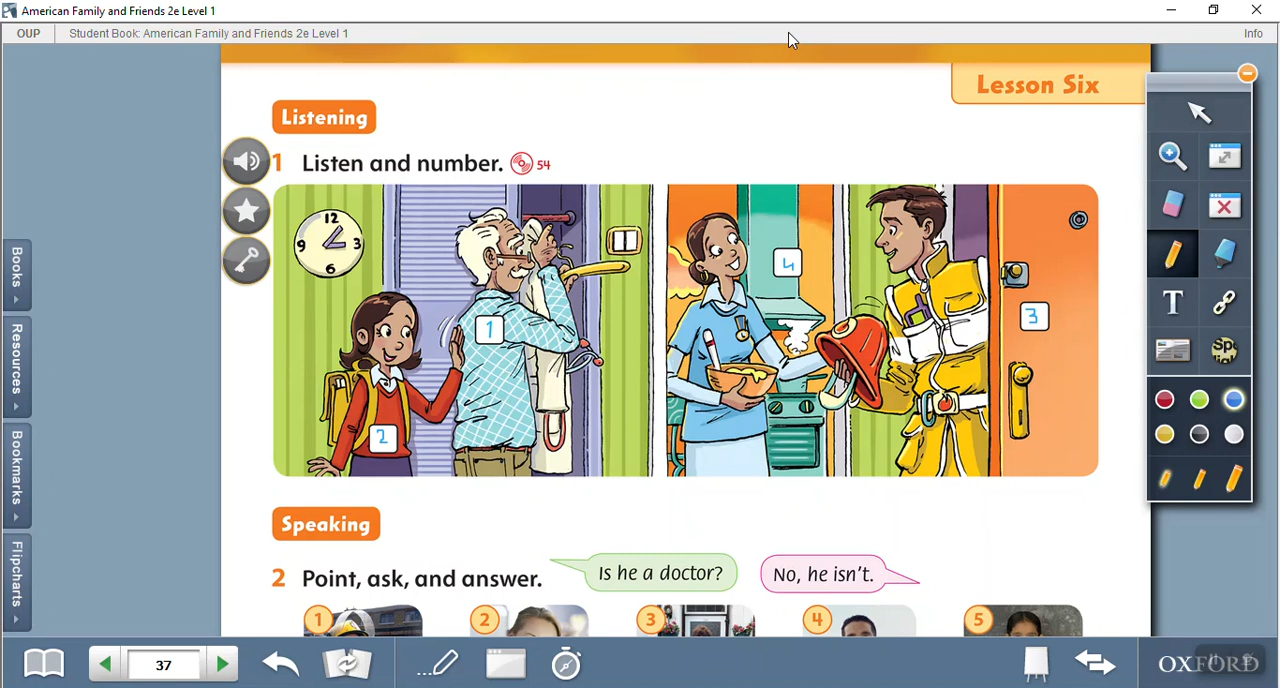 American Family and Friends 2e Level 1
OUP
Student Book: American Family and Friends 2e Level 1
Info
Lesson Six
Listening
1 Listen and number. 54
12
9 3
6
1
2
4
3
Books
Resources
Bookmarks
Flipcharts
T
Speaking
2 Point, ask, and answer.
Is he a doctor?
No, he isn't.
1 2 3 4 5
37
OXFORD